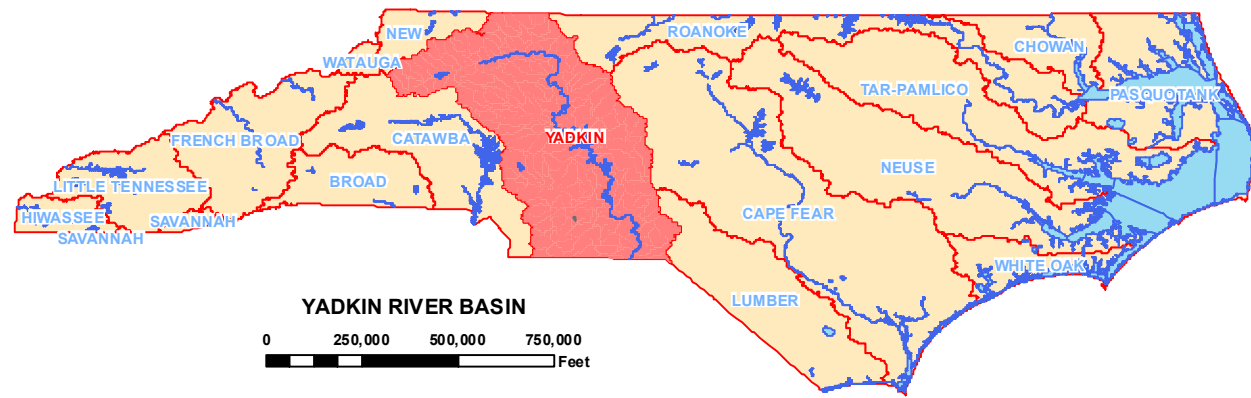 NEW
ROANOKE
CHOWAN
WATAUGA
TAR-PAMLICO
PASQUOTANK
FRENCH BROAD
CATAWBA
YADKIN
NEUSE
LITTLE TENNESSEE
BROAD
HIWASSEE
SAVANNAH
CAPE FEAR
SAVANNAH
WHITE OAK
LUMBER
YADKIN RIVER BASIN
0 250,000 500,000 750,000
Feet